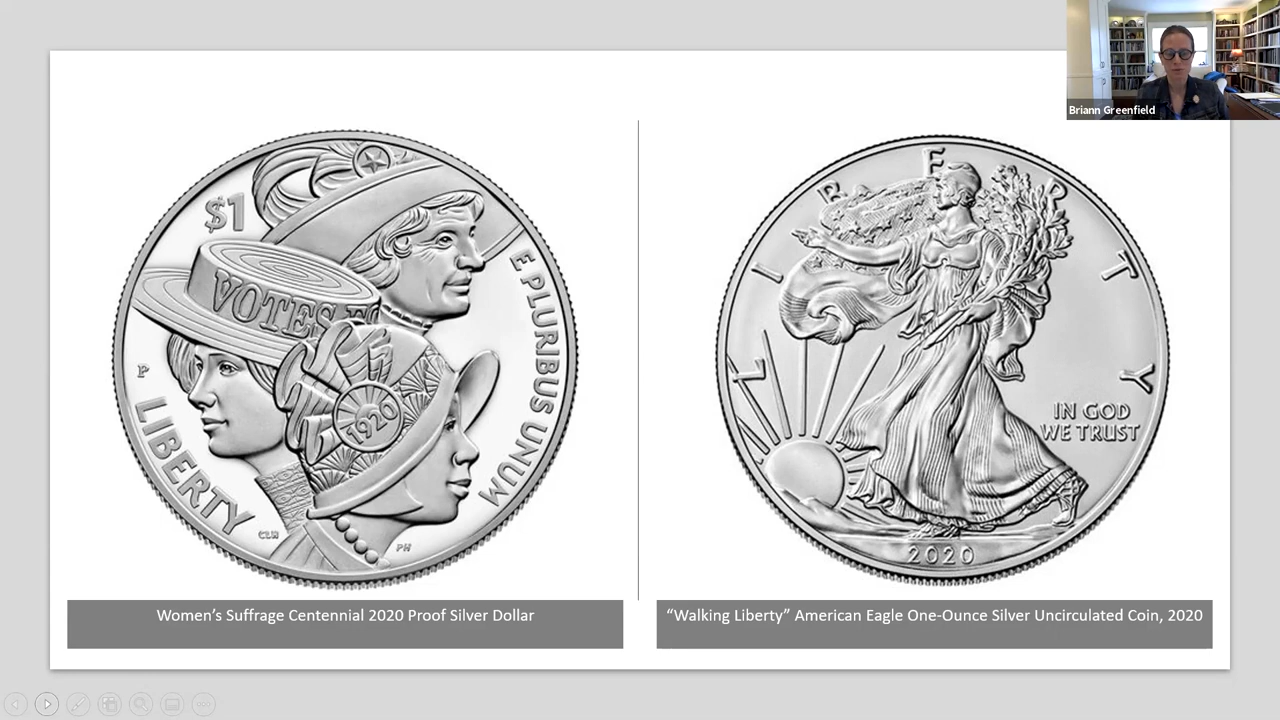 Briann Greenfield
$1
VOTES F
E PLURIBUS UNUM
1920
P
LIBERTY
CLH
PH
LIBERTY
IN GOD
WE TRUST
2020
Women’s Suffrage Centennial 2020 Proof Silver Dollar
“Walking Liberty” American Eagle One-Ounce Silver Uncirculated Coin, 2020